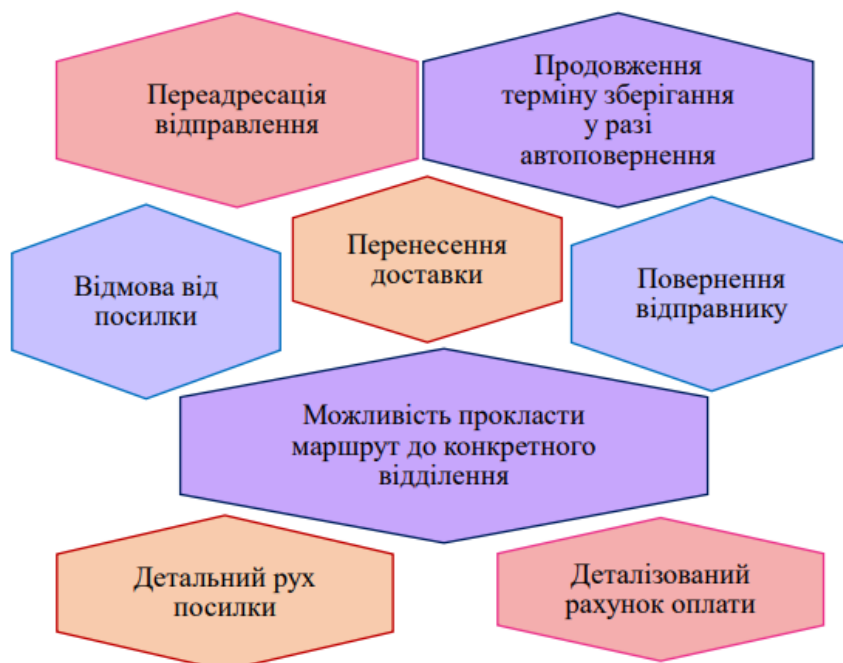 Переадресація
відправлення
Продовження
терміну зберігання
у разі
автоповернення
Перенесення
доставки
Відмова від
посилки
Повернення
відправнику
Можливість прокласти
маршрут до конкретного
відділення
Детальний рух
посилки
Деталізований
рахунок оплати